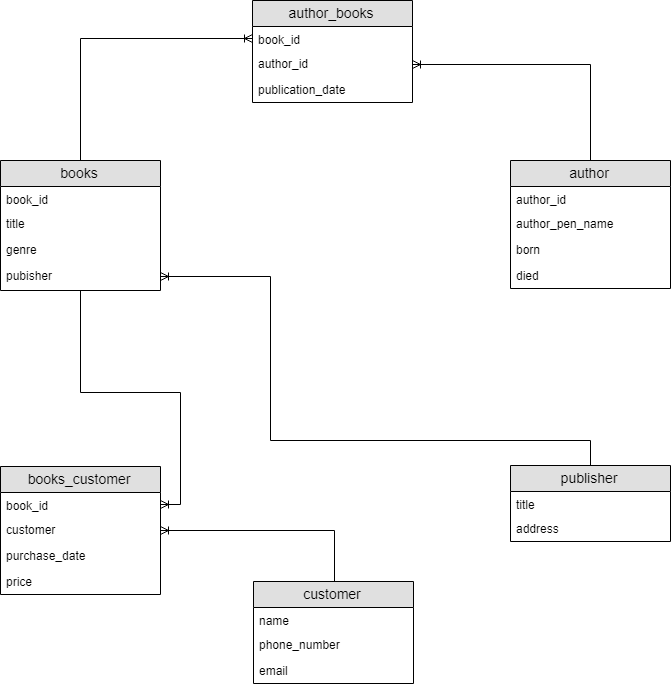 author_books
book_id
author_id
publication_date
books
book_id
title
genre
pubisher
author
author_id
author_pen_name
born
died
books_customer
book_id
customer
purchase_date
price
publisher
title
address
customer
name
phone_number
email